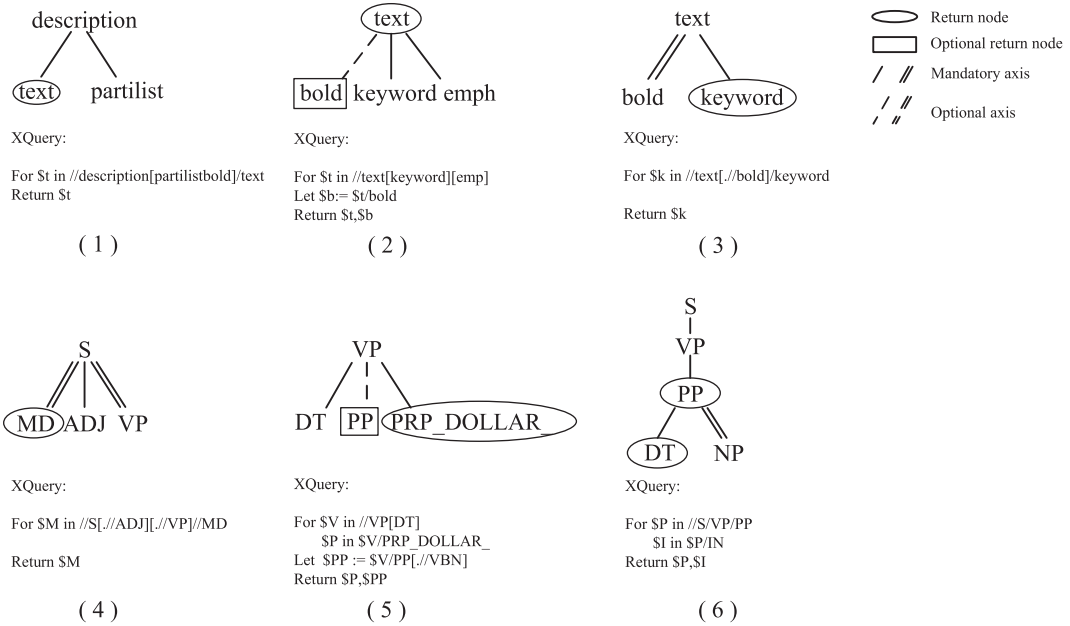 description
text partilist
XQuery:
For $t in //description[partilistbold]/text
Return $t
( 1 )
text
bold keyword emph
XQuery:
For $t in //text[keyword][emp]
Let $b:= $t/bold
Return $t,$b
( 2 )
text
bold keyword
XQuery:
For $k in //text[.//bold]/keyword
Return $k
( 3 )
Return node
Optional return node
Mandatory axis
Optional axis
S
MD ADJ VP
XQuery:
For $M in //S[.//ADJ][.//VP]//MD
Return $M
( 4 )
VP
DT PP PRP_DOLLAR_
XQuery:
For $V in //VP[DT]
$P in $V/PRP_DOLLAR_
Let $PP := $V/PP[.//VBN]
Return $P,$PP
( 5 )
S
VP
PP
DT NP
XQuery:
For $P in //S/VP/PP
$I in $P/IN
Return $P,$I
( 6 )